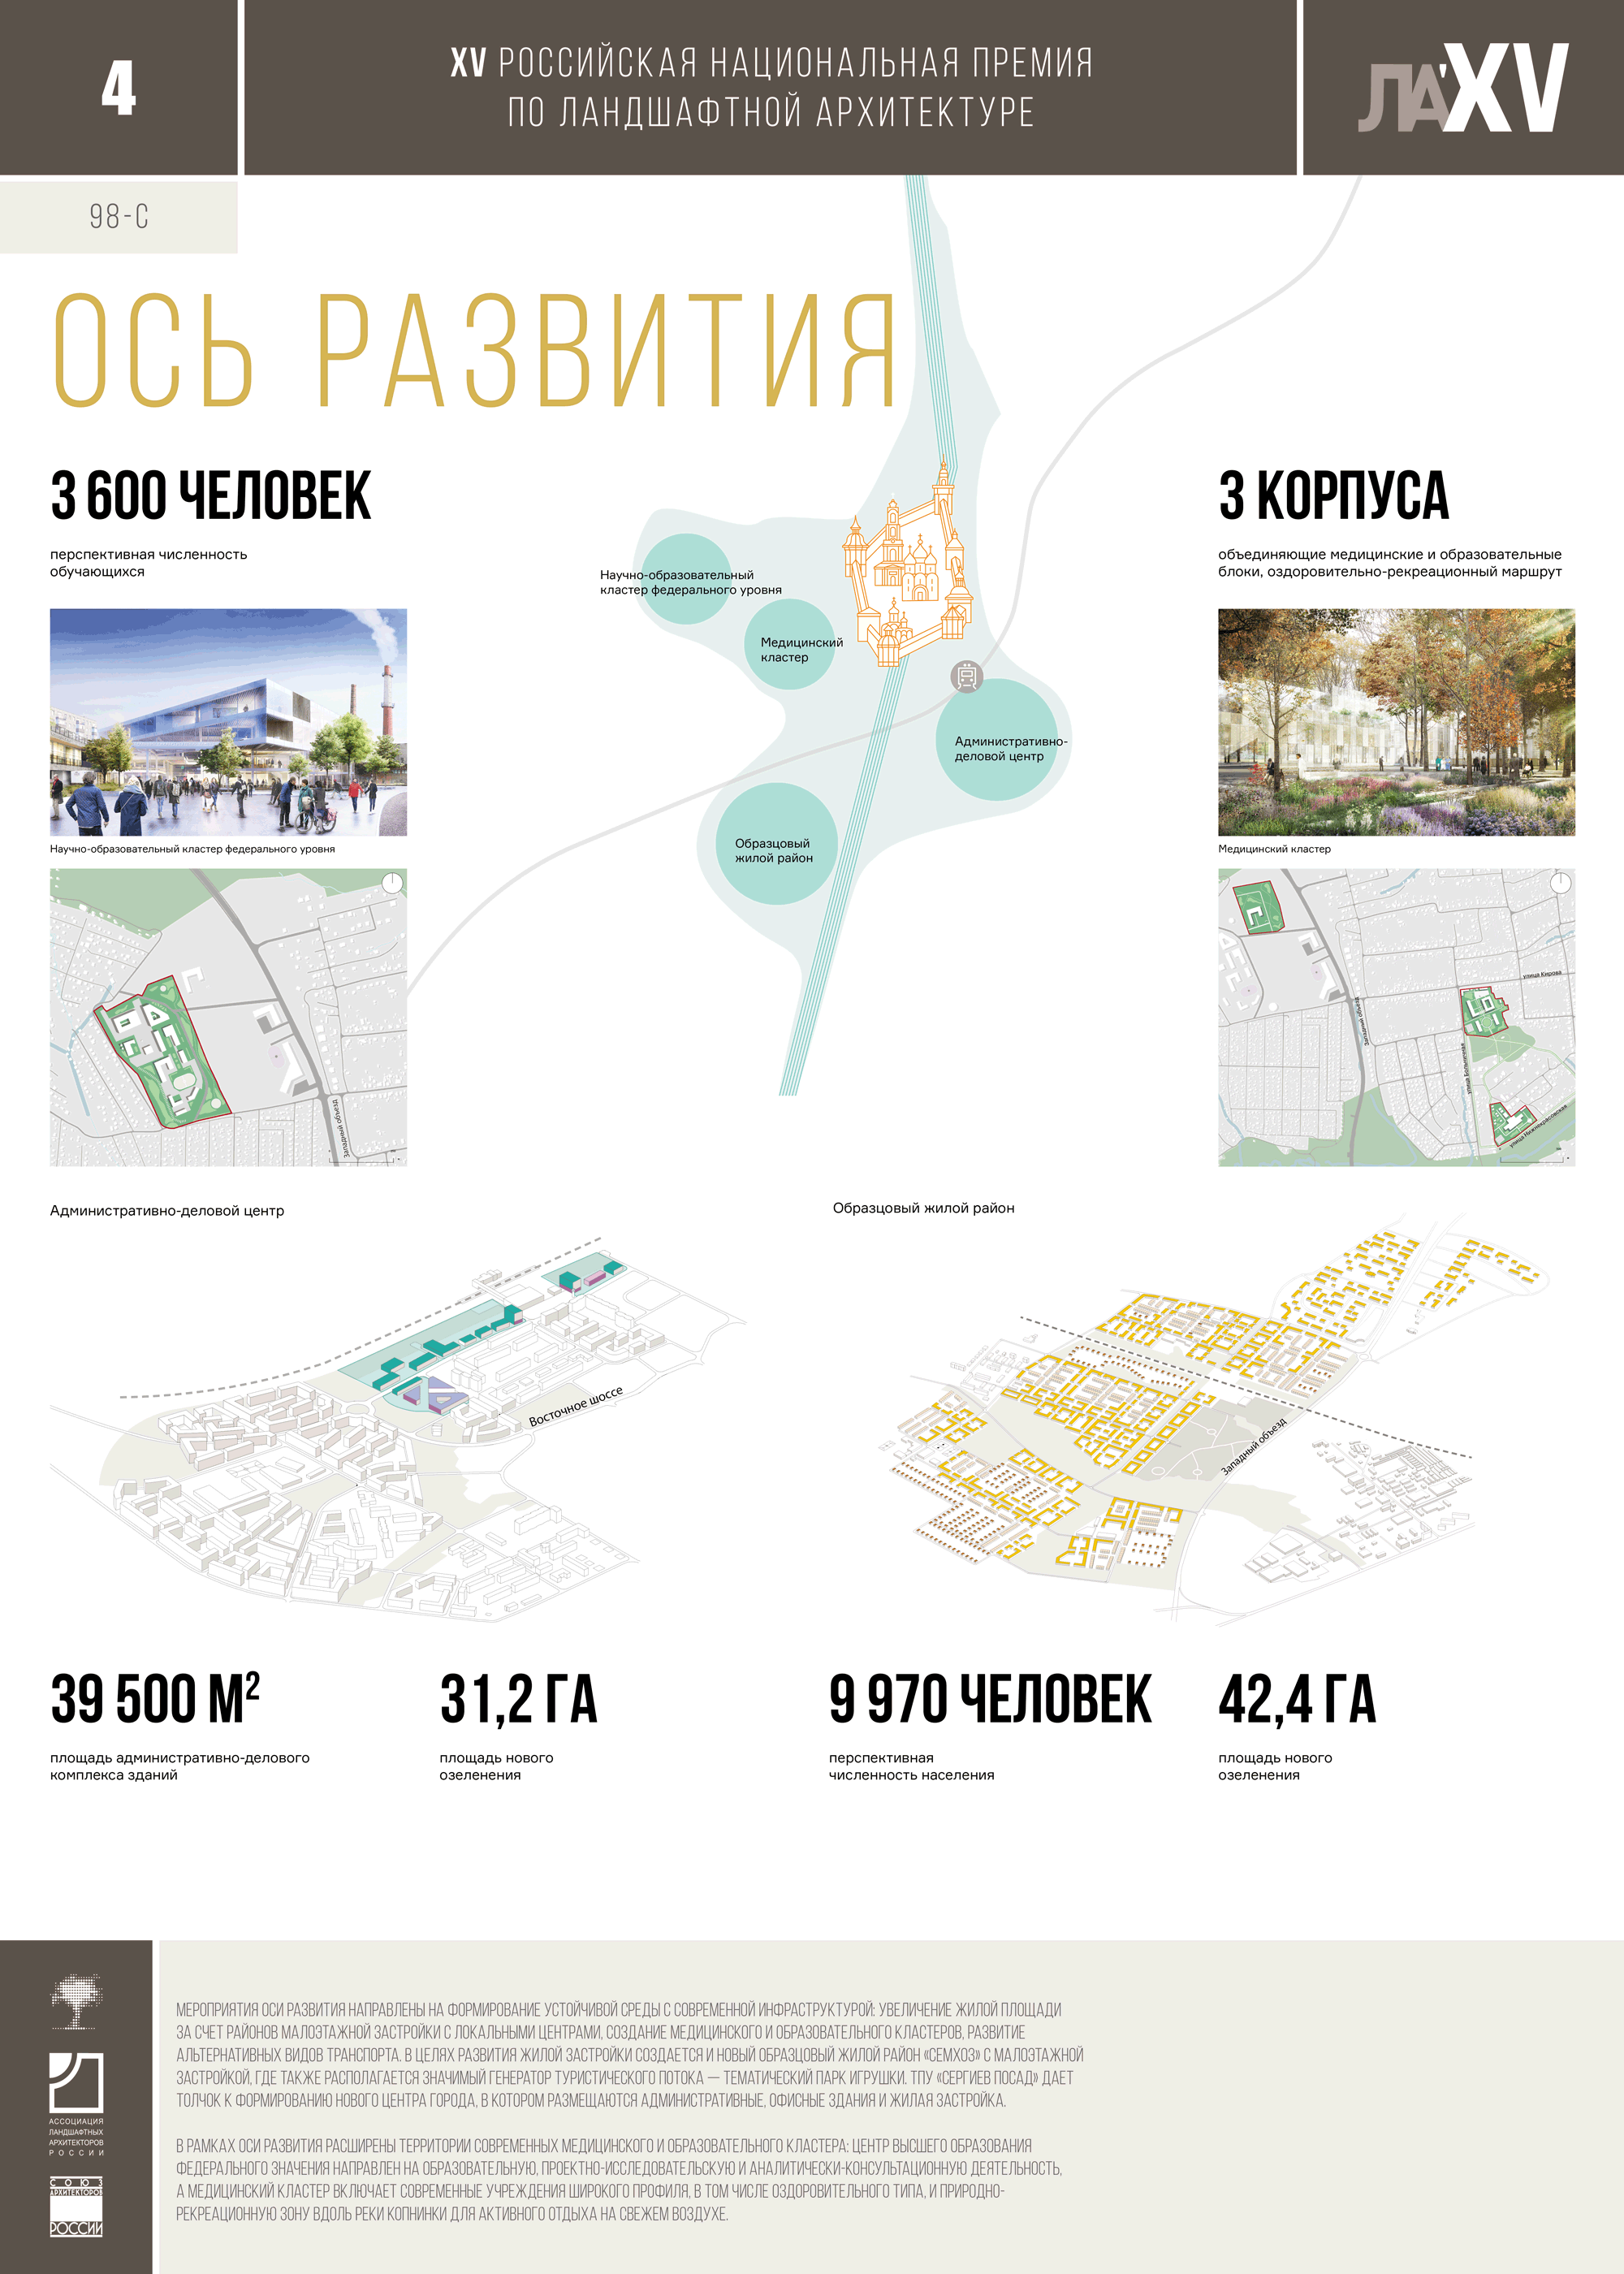 4
XV РОССИЙСКАЯ НАЦИОНАЛЬНАЯ ПРЕМИЯ
ПО ЛАНДШАФТНОЙ АРХИТЕКТУРЕ
ЛА'XV
98-С
ОСЬ РАЗВИТИЯ
3 600 ЧЕЛОВЕК
перспективная численность
обучающихся
Научно-образовательный кластер федерального уровня
Западный объезд
Научно-образовательный
кластер федерального уровня
Медицинский
кластер
Административно-
деловой центр
Образцовый
жилой район
3 КОРПУСА
объединяющие медицинские и образовательные
блоки, оздоровительно-рекреационный маршрут
Медицинский кластер
улица Кирова
Западный объезд
улица Больничная
улица Нижнекрасовская
Административно-деловой центр
Восточное шоссе
Образцовый жилой район
Западный объезд
39 500 М²
площадь административно-делового
комплекса зданий
31,2 ГА
площадь нового
озеленения
9 970 ЧЕЛОВЕК
перспективная
численность населения
42,4 ГА
площадь нового
озеленения
АССОЦИАЦИЯ
ЛАНДШАФТНЫХ
АРХИТЕКТОРОВ
РОССИИ
СОЮЗ
АРХИТЕКТОРОВ
РОССИИ
МЕРОПРИЯТИЯ ОСИ РАЗВИТИЯ НАПРАВЛЕНЫ НА ФОРМИРОВАНИЕ УСТОЙЧИВОЙ СРЕДЫ С СОВРЕМЕННОЙ ИНФРАСТРУКТУРОЙ: УВЕЛИЧЕНИЕ ЖИЛОЙ ПЛОЩАДИ
ЗА СЧЕТ РАЙОНОВ МАЛОЭТАЖНОЙ ЗАСТРОЙКИ С ЛОКАЛЬНЫМИ ЦЕНТРАМИ, СОЗДАНИЕ МЕДИЦИНСКОГО И ОБРАЗОВАТЕЛЬНОГО КЛАСТЕРОВ, РАЗВИТИЕ
АЛЬТЕРНАТИВНЫХ ВИДОВ ТРАНСПОРТА. В ЦЕЛЯХ РАЗВИТИЯ ЖИЛОЙ ЗАСТРОЙКИ СОЗДАЕТСЯ И НОВЫЙ ОБРАЗЦОВЫЙ ЖИЛОЙ РАЙОН «СЕМХОЗ» С МАЛОЭТАЖНОЙ
ЗАСТРОЙКОЙ, ГДЕ ТАКЖЕ РАСПОЛАГАЕТСЯ ЗНАЧИМЫЙ ГЕНЕРАТОР ТУРИСТИЧЕСКОГО ПОТОКА — ТЕМАТИЧЕСКИЙ ПАРК ИГРУШКИ. ТПУ «СЕРГИЕВ ПОСАД» ДАЕТ
ТОЛЧОК К ФОРМИРОВАНИЮ НОВОГО ЦЕНТРА ГОРОДА, В КОТОРОМ РАЗМЕЩАЮТСЯ АДМИНИСТРАТИВНЫЕ, ОФИСНЫЕ ЗДАНИЯ И ЖИЛАЯ ЗАСТРОЙКА.
В РАМКАХ ОСИ РАЗВИТИЯ РАСШИРЕНЫ ТЕРРИТОРИИ СОВРЕМЕННЫХ МЕДИЦИНСКОГО И ОБРАЗОВАТЕЛЬНОГО КЛАСТЕРА: ЦЕНТР ВЫСШЕГО ОБРАЗОВАНИЯ
ФЕДЕРАЛЬНОГО ЗНАЧЕНИЯ НАПРАВЛЕН НА ОБРАЗОВАТЕЛЬНУЮ, ПРОЕКТНО-ИССЛЕДОВАТЕЛЬСКУЮ И АНАЛИТИЧЕСКИ-КОНСУЛЬТАЦИОННУЮ ДЕЯТЕЛЬНОСТЬ,
А МЕДИЦИНСКИЙ КЛАСТЕР ВКЛЮЧАЕТ СОВРЕМЕННЫЕ УЧРЕЖДЕНИЯ ШИРОКОГО ПРОФИЛЯ, В ТОМ ЧИСЛЕ ОЗДОРОВИТЕЛЬНОГО ТИПА, И ПРИРОДНО-
РЕКРЕАЦИОННУЮ ЗОНУ ВДОЛЬ РЕКИ КОПНИНКИ ДЛЯ АКТИВНОГО ОТДЫХА НА СВЕЖЕМ ВОЗДУХЕ.